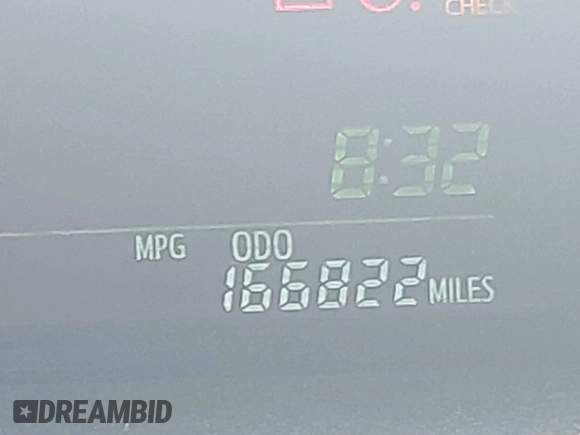 CHECK
8:32
MPG ODO
166822 MILES
DREAMBID